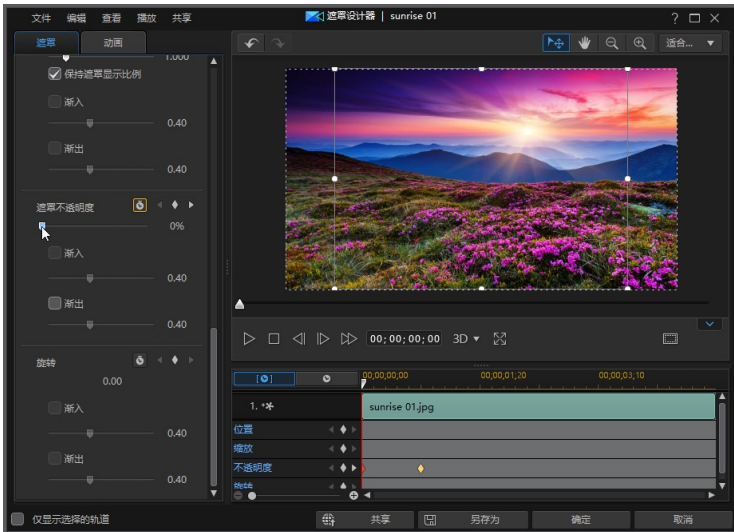 文件 编辑 查看 播放 共享 遮罩设计器 | sunrise 01 ?
遮罩 动画 适合...
1.000
保持遮罩显示比例
渐入
0.40
渐出
0.40
遮罩不透明度
0%
渐入
0.40
渐出
0.40
旋转
0.00
渐入
0.40
渐出
0.40
00;00;00;00 3D
00;00;00;00 00;00;01;20 00;00;03;10
1. sunrise 01.jpg
位置
缩放
不透明度
旋转
仅显示选择的轨道 共享 另存为 确定 取消